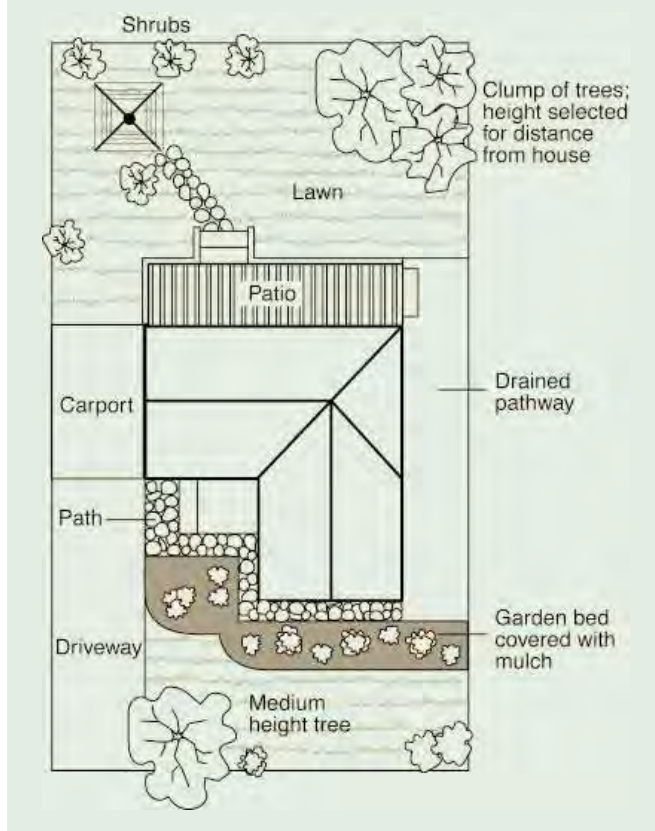 Shrubs
Clump of trees;
height selected
for distance
from house
Lawn
Patio
Carport
Drained
pathway
Path
Garden bed
covered with
mulch
Driveway
Medium
height tree